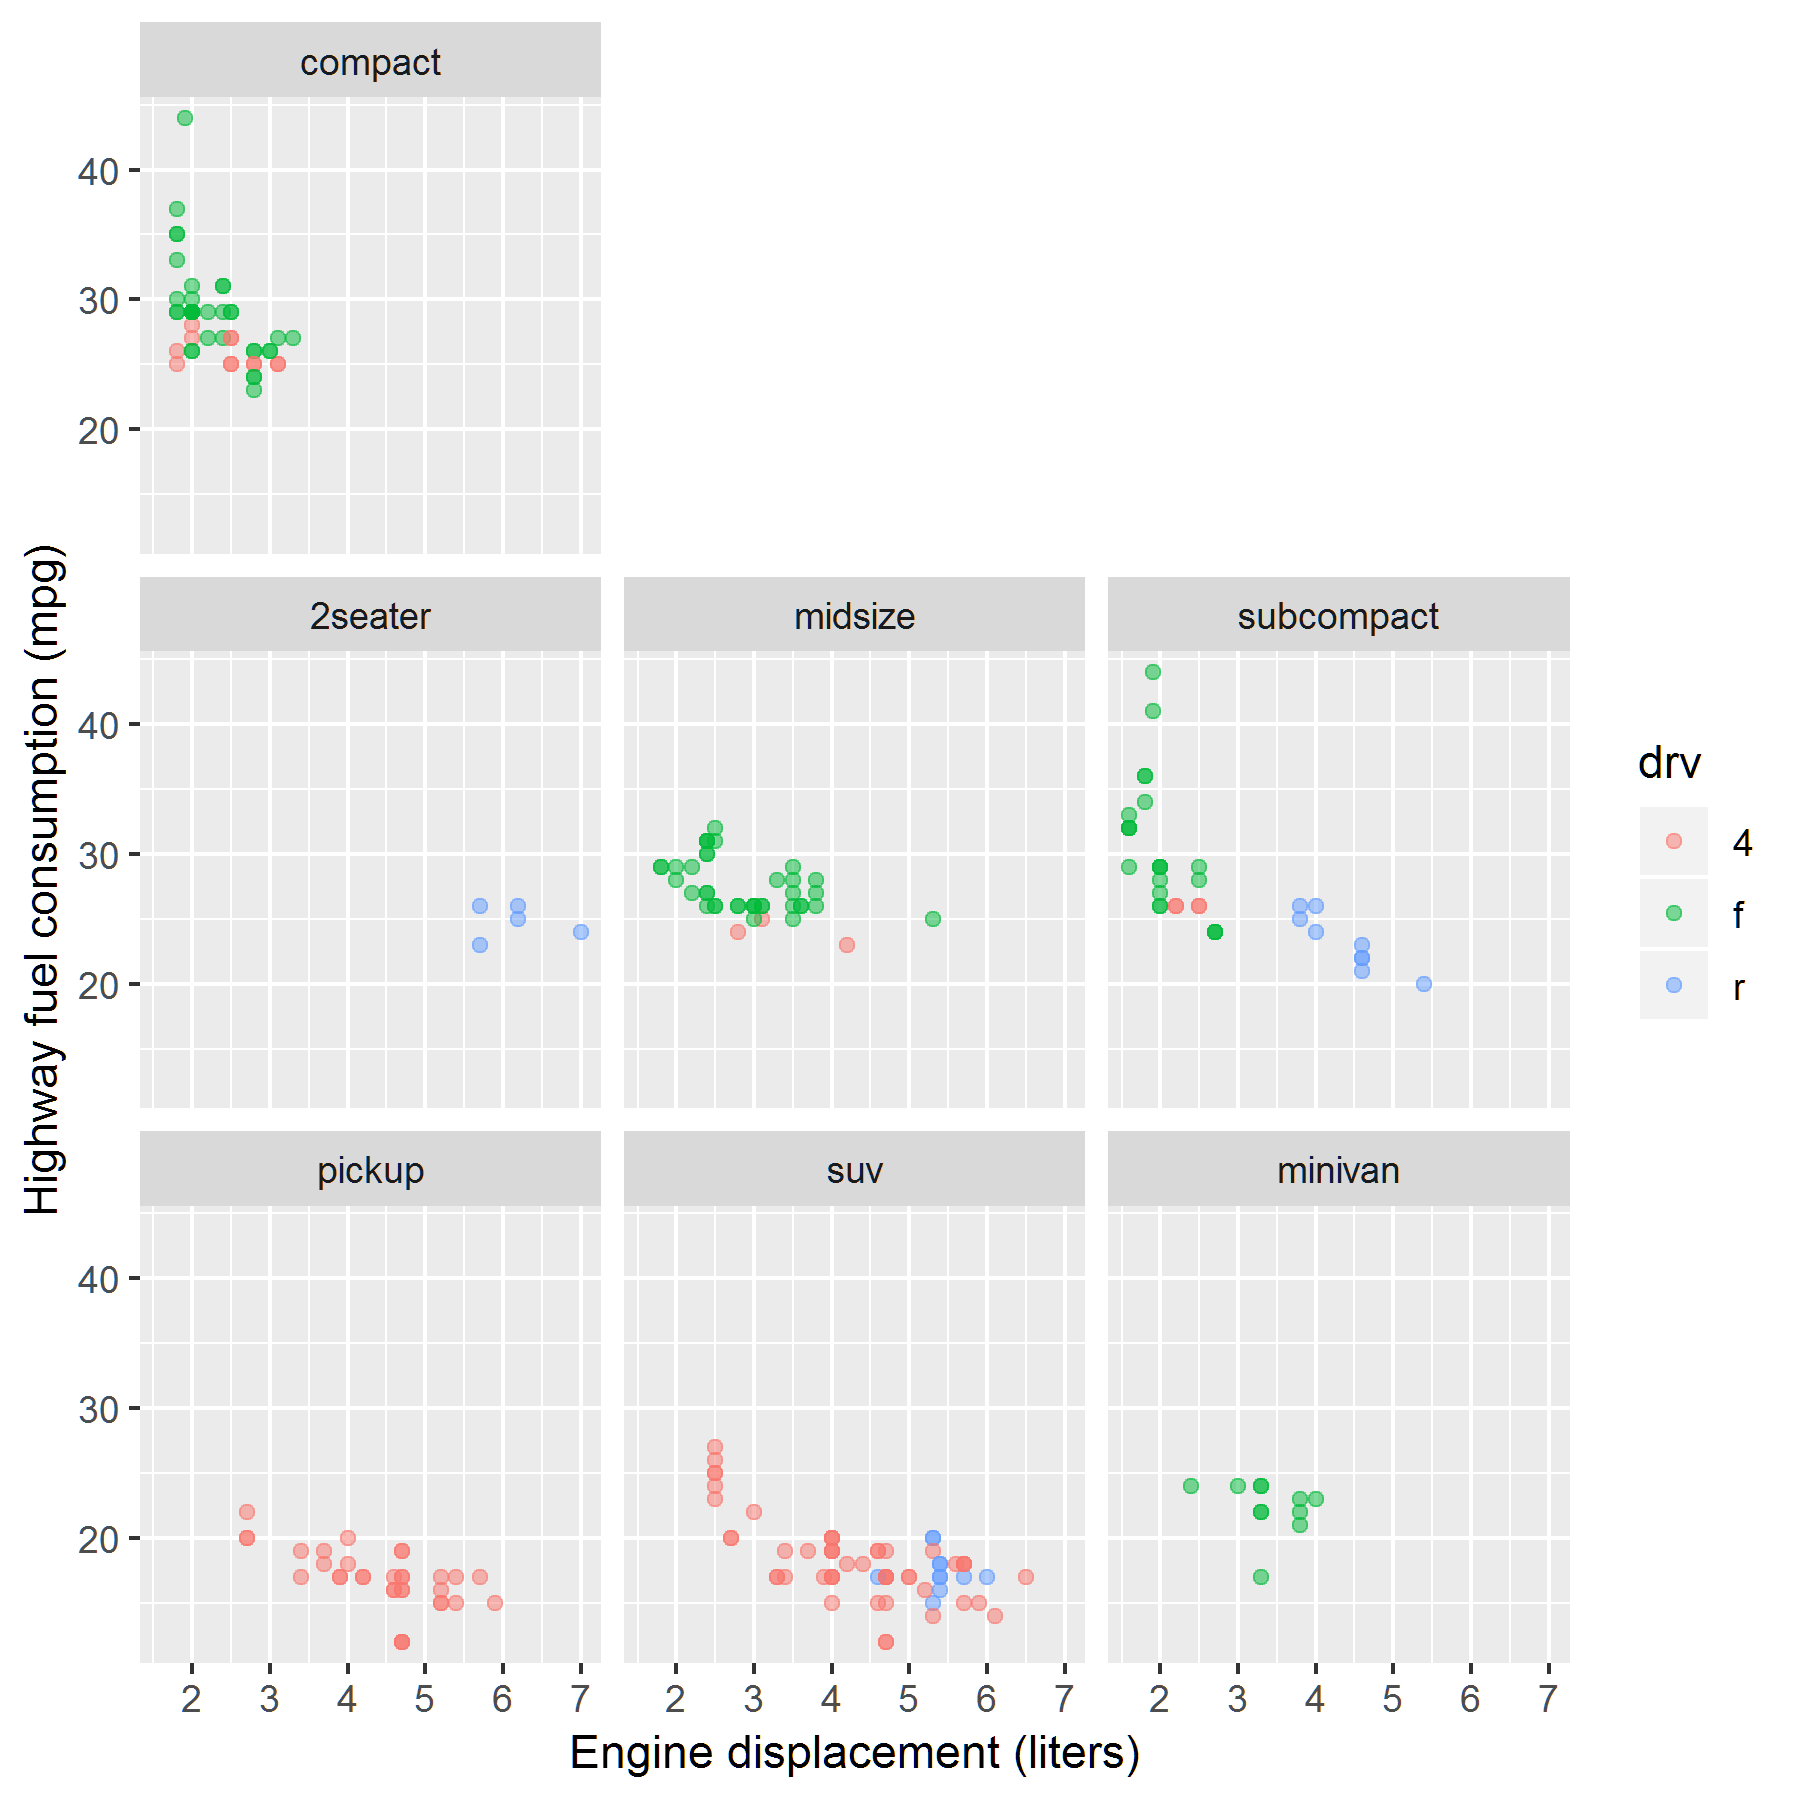 compact
40
30
20
2seater
midsize
subcompact
40
30
20
pickup
suv
minivan
40
30
20
2 3 4 5 6 7
2 3 4 5 6 7
2 3 4 5 6 7
Engine displacement (liters)
Highway fuel consumption (mpg)
drv
4
f
r